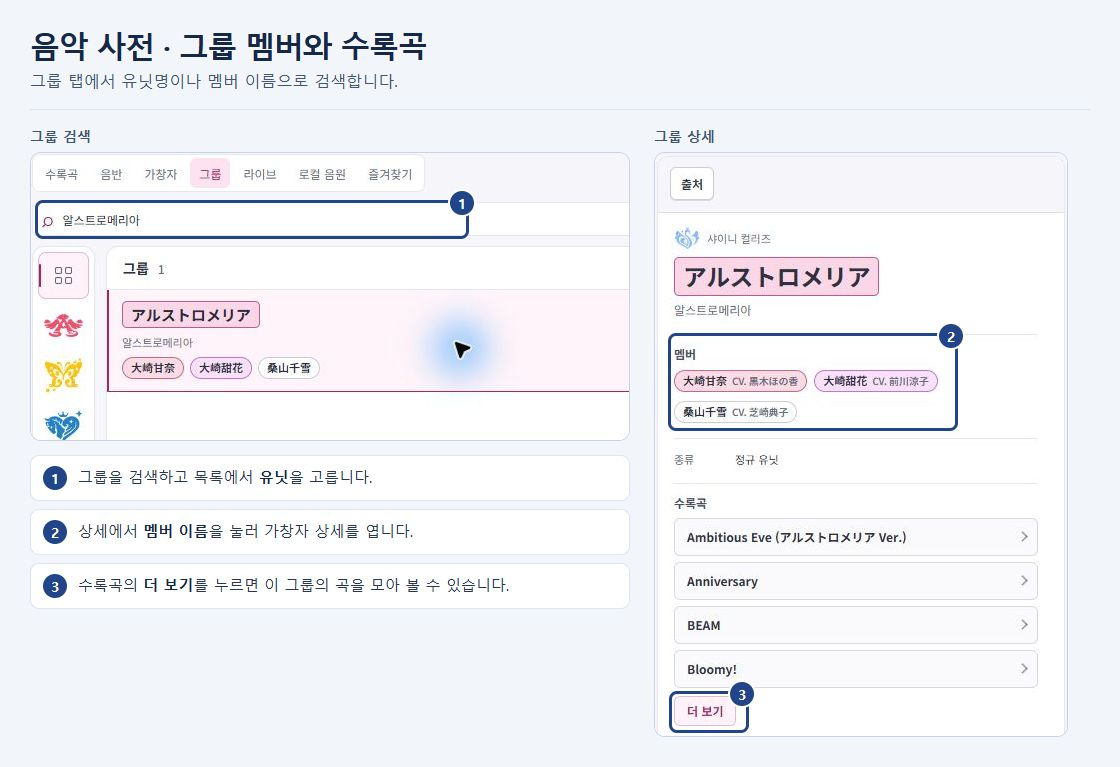 음악 사전 · 그룹 멤버와 수록곡
그룹 탭에서 유닛명이나 멤버 이름으로 검색합니다.
그룹 검색
수록곡 음반 가창자 그룹 라이브 로컬 음원 즐겨찾기
1
알스트로메리아
그룹 1
アルストロメリア
알스트로메리아
大崎甘奈 大崎甜花 桑山千雪
1 그룹을 검색하고 목록에서 유닛을 고릅니다.
2 상세에서 멤버 이름을 눌러 가창자 상세를 엽니다.
3 수록곡의 더 보기를 누르면 이 그룹의 곡을 모아 볼 수 있습니다.
그룹 상세
출처
샤이니 컬러즈
アルストロメリア
알스트로메리아
2
멤버
大崎甘奈 CV. 黒木ほの香 大崎甜花 CV. 前川涼子
桑山千雪 CV. 芝崎典子
종류 정규 유닛
수록곡
Ambitious Eve (アルストロメリア Ver.)
Anniversary
BEAM
Bloomy!
3
더 보기